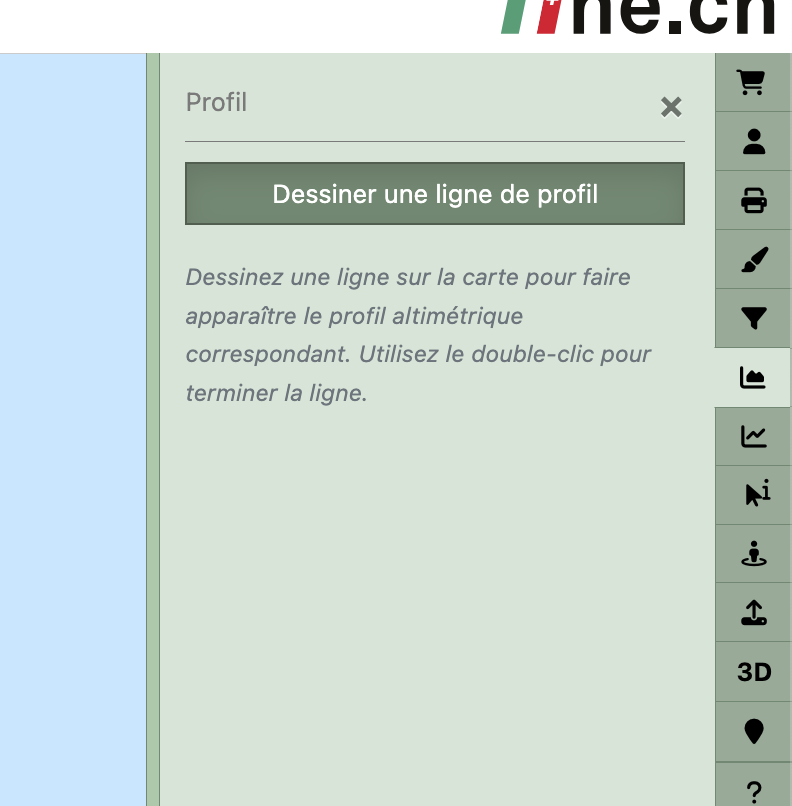 ne.ch
Profil
Dessiner une ligne de profil
Dessinez une ligne sur la carte pour faire
apparaître le profil altimétrique
correspondant. Utilisez le double-clic pour
terminer la ligne.
i
3D
?